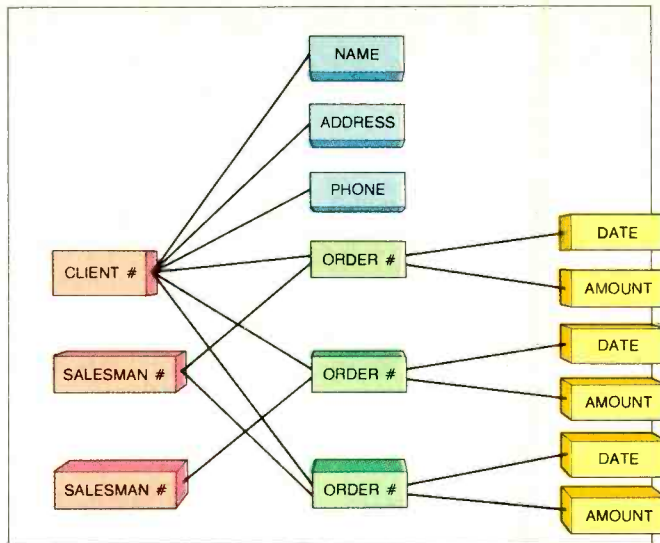 NAME
ADDRESS
PHONE
CLIENT #
ORDER #
DATE
AMOUNT
SALESMAN #
ORDER #
DATE
AMOUNT
SALESMAN #
ORDER #
DATE
AMOUNT